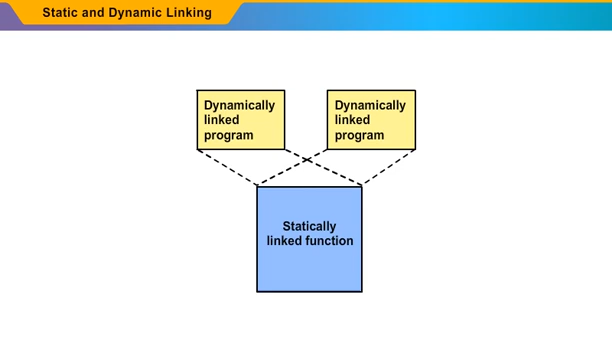 Static and Dynamic Linking
Dynamically
linked
program
Dynamically
linked
program
Statically
linked function